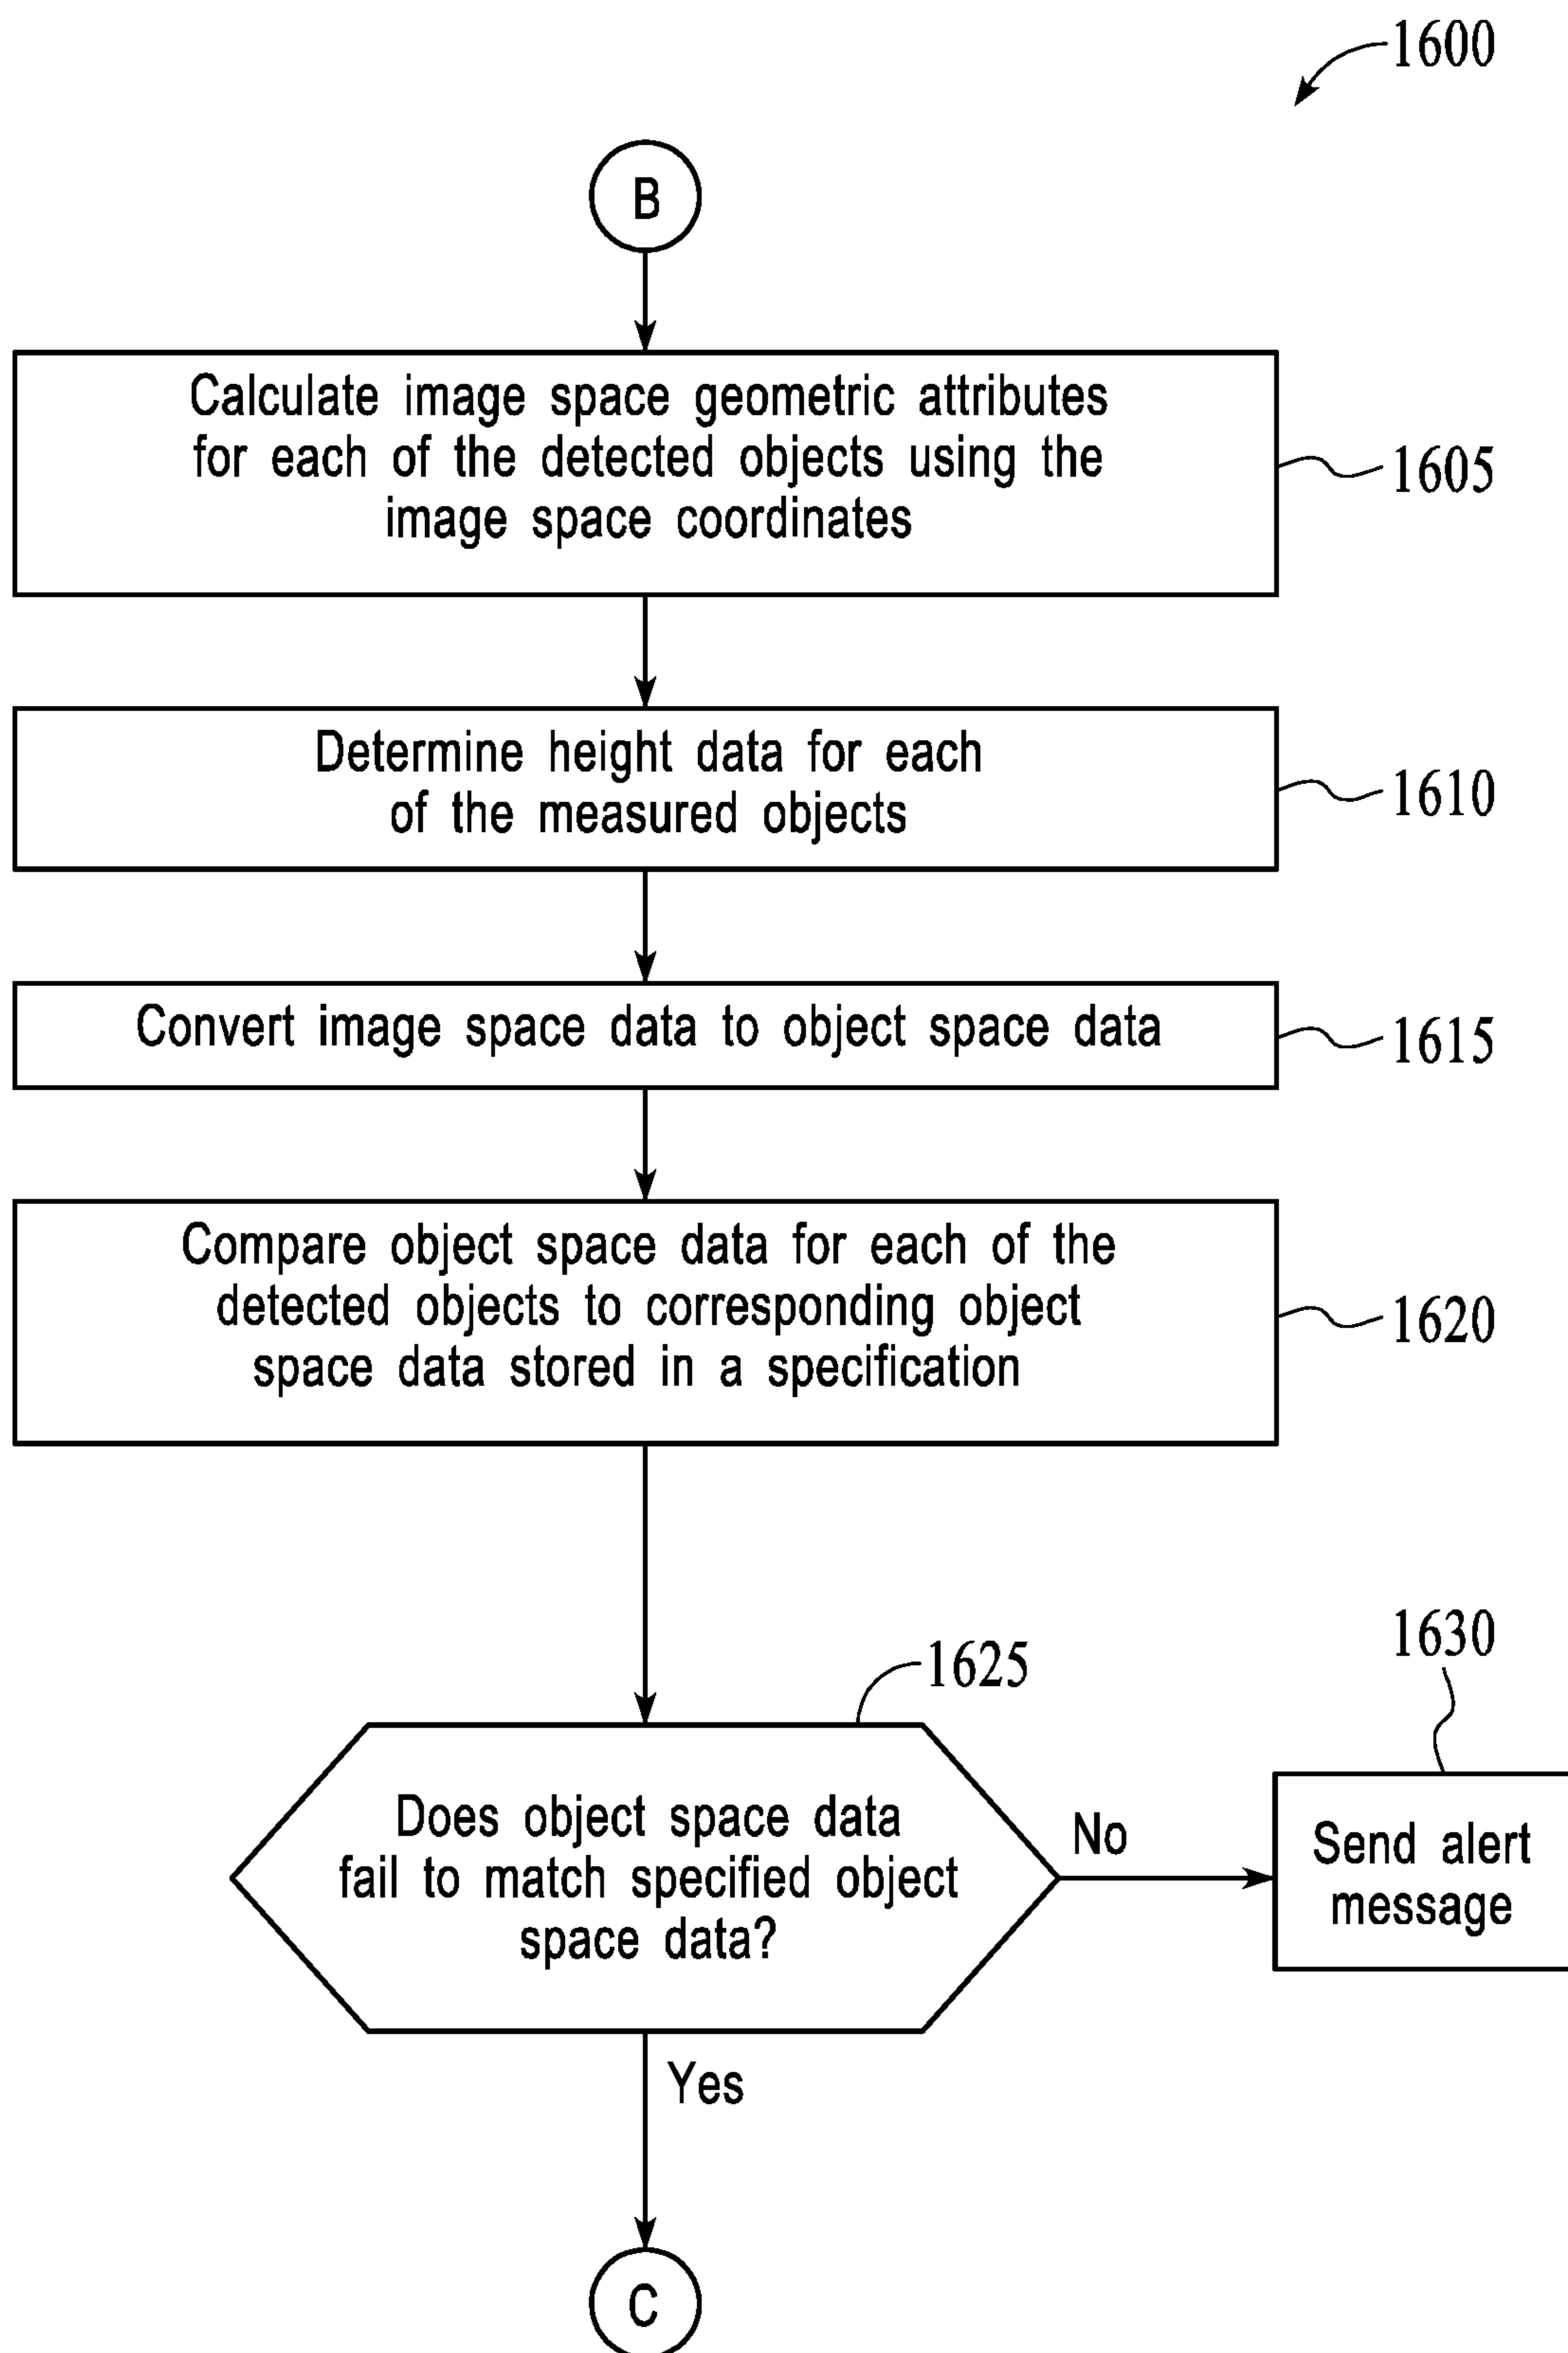 1600
B
Calculate image space geometric attributes
for each of the detected objects using the
image space coordinates
1605
Determine height data for each
of the measured objects
1610
Convert image space data to object space data
1615
Compare object space data for each of the
detected objects to corresponding object
space data stored in a specification
1620
1625
1630
Does object space data
fail to match specified object
space data?
No
Send alert
message
Yes
C